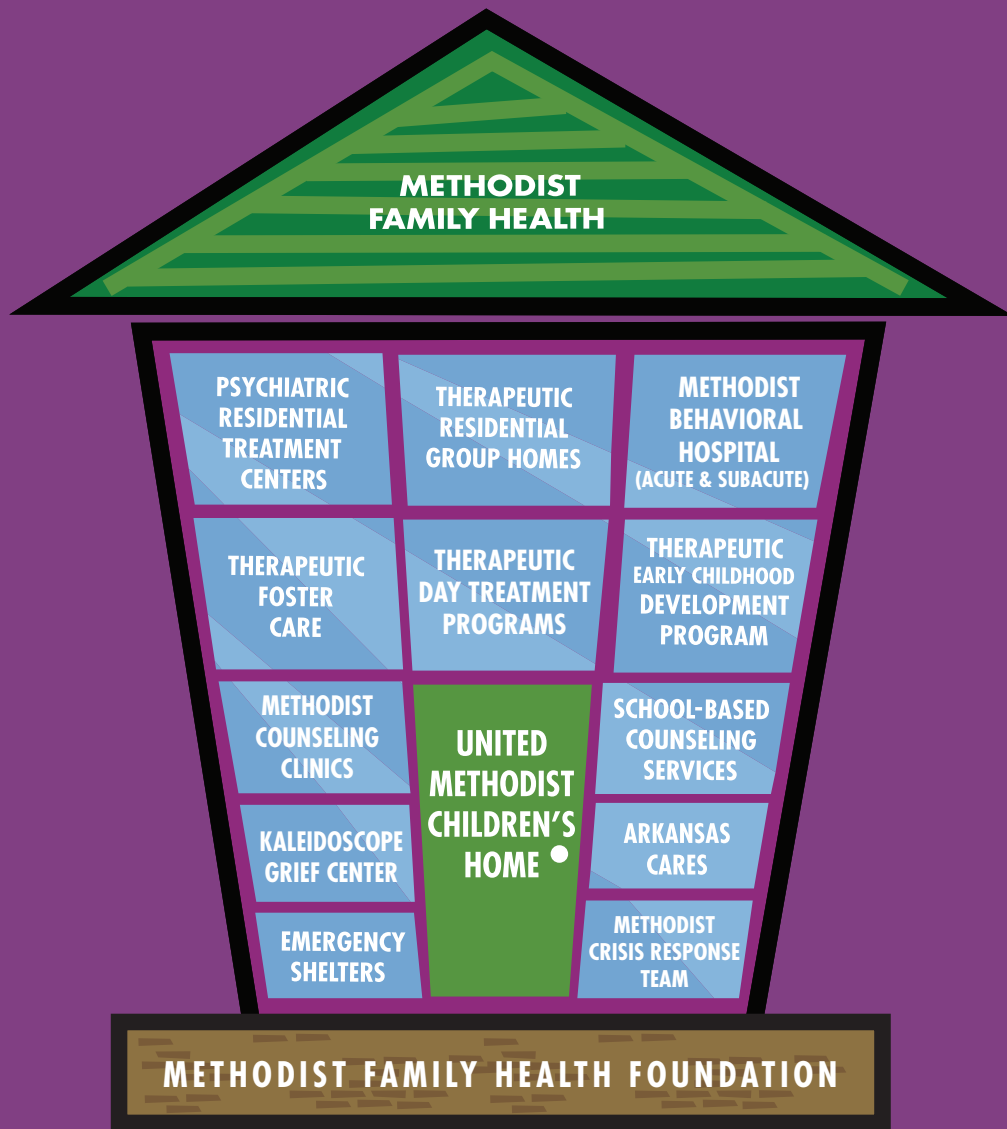 METHODIST
FAMILY HEALTH
PSYCHIATRIC
RESIDENTIAL
TREATMENT
CENTERS
THERAPEUTIC
RESIDENTIAL
GROUP HOMES
METHODIST
BEHAVIORAL
HOSPITAL
(ACUTE & SUBACUTE)
THERAPEUTIC
FOSTER
CARE
THERAPEUTIC
DAY TREATMENT
PROGRAMS
THERAPEUTIC
EARLY CHILDHOOD
DEVELOPMENT
PROGRAM
METHODIST
COUNSELING
CLINICS
UNITED
METHODIST
CHILDREN'S
HOME
SCHOOL-BASED
COUNSELING
SERVICES
KALEIDOSCOPE
GRIEF CENTER
ARKANSAS
CARES
EMERGENCY
SHELTERS
METHODIST
CRISIS RESPONSE
TEAM
METHODIST FAMILY HEALTH FOUNDATION